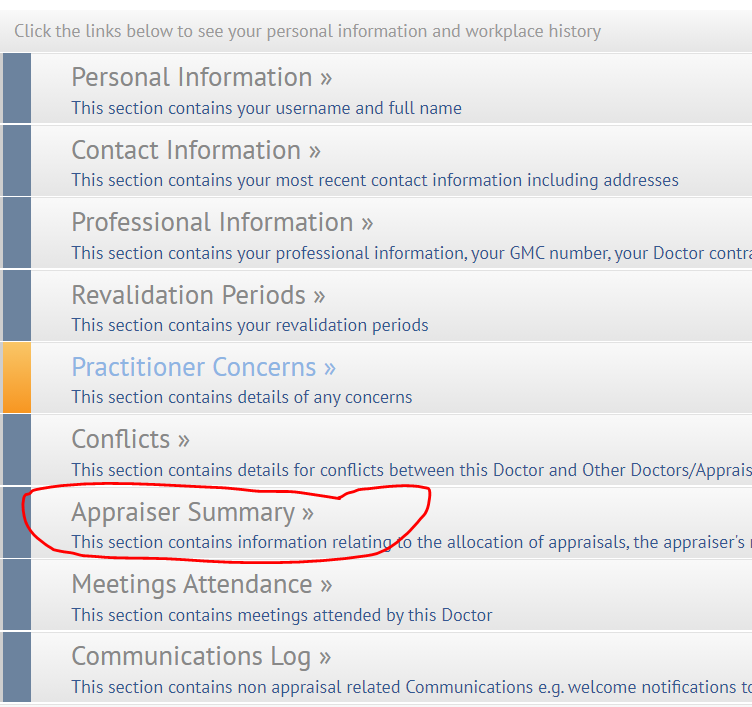 Click the links below to see your personal information and workplace history
Personal Information »
This section contains your username and full name
Contact Information »
This section contains your most recent contact information including addresses
Professional Information »
This section contains your professional information, your GMC number, your Doctor contra
Revalidation Periods »
This section contains your revalidation periods
Practitioner Concerns »
This section contains details of any concerns
Conflicts »
This section contains details for conflicts between this Doctor and Other Doctors/Apprais
Appraiser Summary »
This section contains information relating to the allocation of appraisals, the appraiser's
Meetings Attendance »
This section contains meetings attended by this Doctor
Communications Log »
This section contains non appraisal related Communications e.g. welcome notifications to